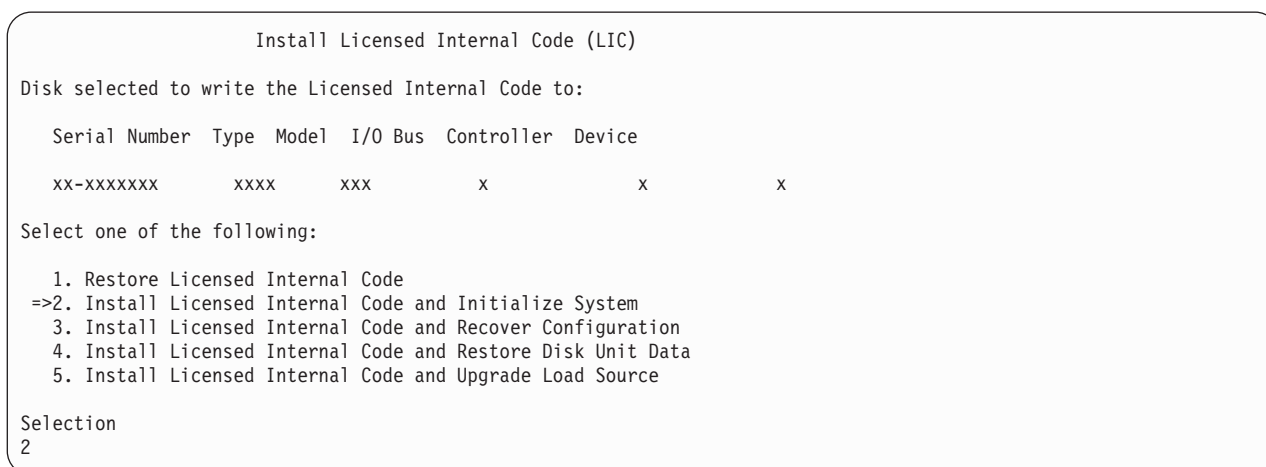 Install Licensed Internal Code (LIC)
Disk selected to write the Licensed Internal Code to:
Serial Number Type Model I/O Bus Controller Device
xx-xxxxxxx xxxx xxx x x x
Select one of the following:
1. Restore Licensed Internal Code
=>2. Install Licensed Internal Code and Initialize System
3. Install Licensed Internal Code and Recover Configuration
4. Install Licensed Internal Code and Restore Disk Unit Data
5. Install Licensed Internal Code and Upgrade Load Source
Selection
2